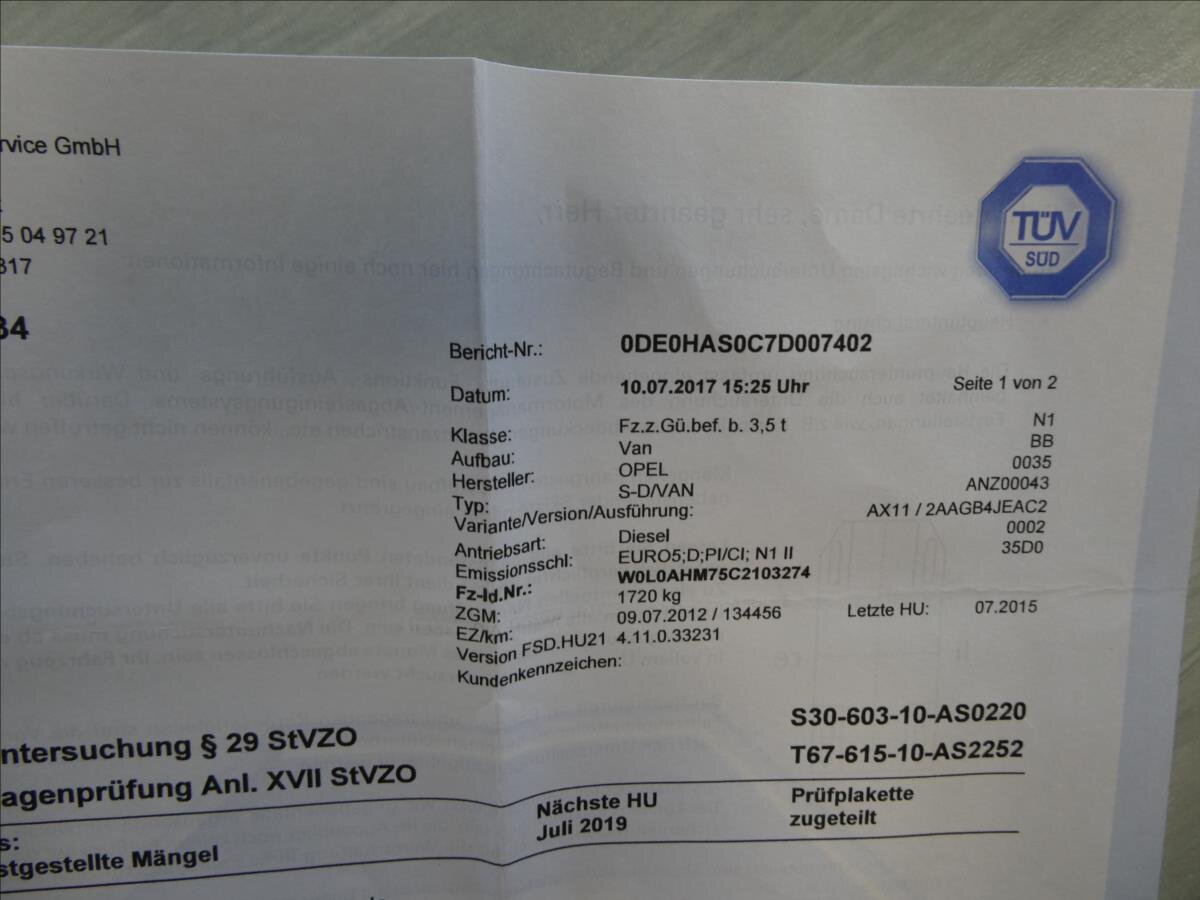 rvice GmbH
5 04 97 21
317
34
TÜV
SÜD
Bericht-Nr.: 0DE0HAS0C7D007402
Datum: 10.07.2017 15:25 Uhr Seite 1 von 2
Klasse: Fz.z.Gü.bef. b. 3,5 t N1
Aufbau: Van BB
Hersteller: OPEL 0035
Typ: S-D/VAN ANZ00043
Variante/Version/Ausführung: AX11 / 2AAGB4JEAC2
Antriebsart: Diesel 0002
Emissionsschl: EURO5;D;PI/CI; N1 II 35D0
Fz-Id.Nr.: W0L0AHM75C2103274
ZGM: 1720 kg
EZ/km: 09.07.2012 / 134456 Letzte HU: 07.2015
Version FSD.HU21 4.11.0.33231
Kundenkennzeichen:
ntersuchung § 29 StVZO S30-603-10-AS0220
agenprüfung Anl. XVII StVZO T67-615-10-AS2252
s: Nächste HU Prüfplakette
stgestellte Mängel Juli 2019 zugeteilt